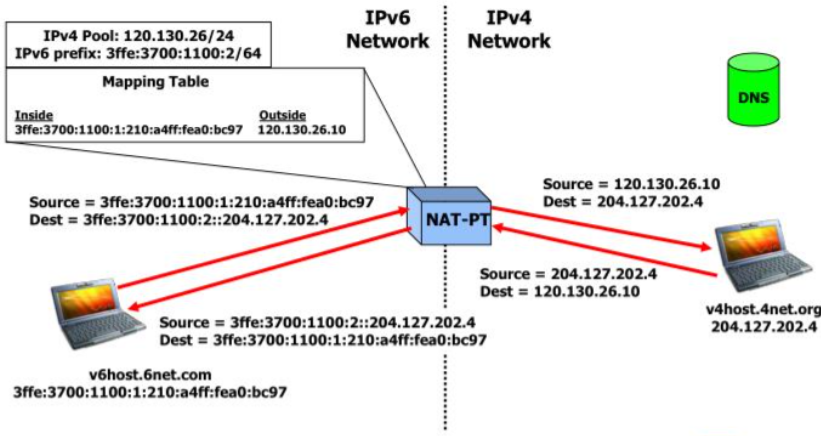 IPv6
Network
IPv4
Network
IPv4 Pool: 120.130.26/24
IPv6 prefix: 3ffe:3700:1100:2/64
Mapping Table
Inside
Outside
3ffe:3700:1100:1:210:a4ff:fea0:bc97
120.130.26.10
DNS
Source = 3ffe:3700:1100:1:210:a4ff:fea0:bc97
Dest = 3ffe:3700:1100:2::204.127.202.4
NAT-PT
Source = 120.130.26.10
Dest = 204.127.202.4
Source = 204.127.202.4
Dest = 120.130.26.10
v4host.4net.org
204.127.202.4
Source = 3ffe:3700:1100:2::204.127.202.4
Dest = 3ffe:3700:1100:1:210:a4ff:fea0:bc97
v6host.6net.com
3ffe:3700:1100:1:210:a4ff:fea0:bc97